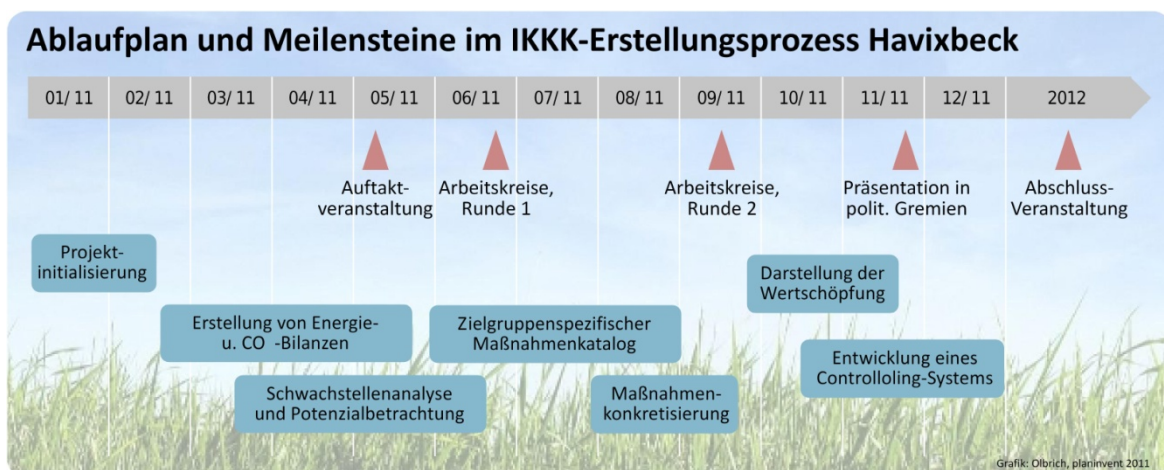 Ablaufplan und Meilensteine im IKKK-Erstellungsprozess Havixbeck
01/ 11 02/ 11 03/ 11 04/ 11 05/ 11 06/ 11 07/ 11 08/ 11 09/ 11 10/ 11 11/ 11 12/ 11 2012
Auftakt-
veranstaltung
Arbeitskreise,
Runde 1
Arbeitskreise,
Runde 2
Präsentation in
polit. Gremien
Abschluss-
Veranstaltung
Projekt-
initialisierung
Darstellung der
Wertschöpfung
Erstellung von Energie-
u. CO -Bilanzen
Zielgruppenspezifischer
Maßnahmenkatalog
Entwicklung eines
Controlloling-Systems
Schwachstellenanalyse
und Potenzialbetrachtung
Maßnahmen-
konkretisierung
Grafik: Olbrich, planinvent 2011